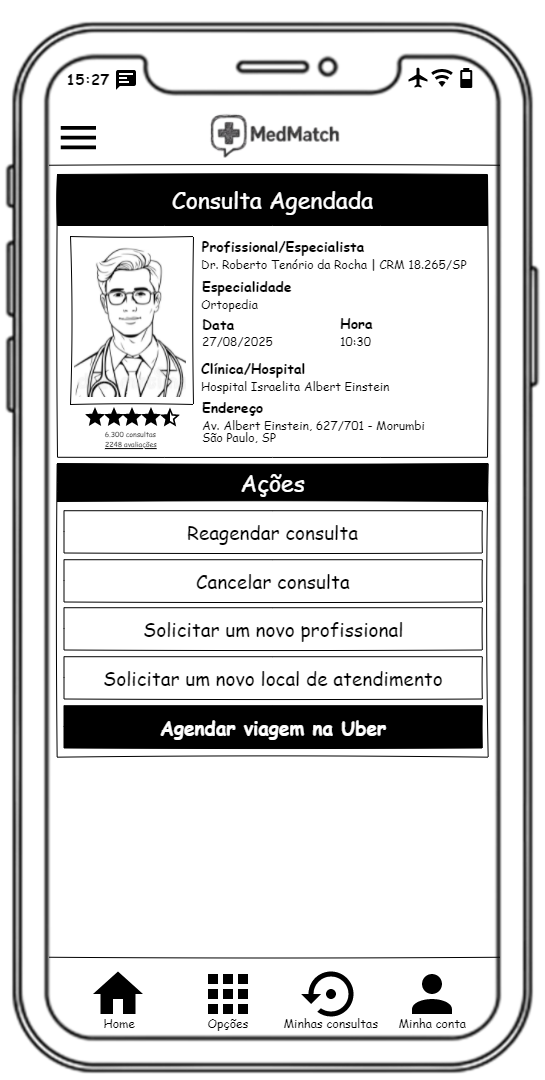 15:27
MedMatch
Consulta Agendada
Profissional/Especialista
Dr. Roberto Tenório da Rocha | CRM 18.265/SP
Especialidade
Ortopedia
Data Hora
27/08/2025 10:30
Clínica/Hospital
Hospital Israelita Albert Einstein
Endereço
Av. Albert Einstein, 627/701 - Morumbi
São Paulo, SP
6.300 consultas
2248 avaliações
Ações
Reagendar consulta
Cancelar consulta
Solicitar um novo profissional
Solicitar um novo local de atendimento
Agendar viagem na Uber
Home Opções Minhas consultas Minha conta